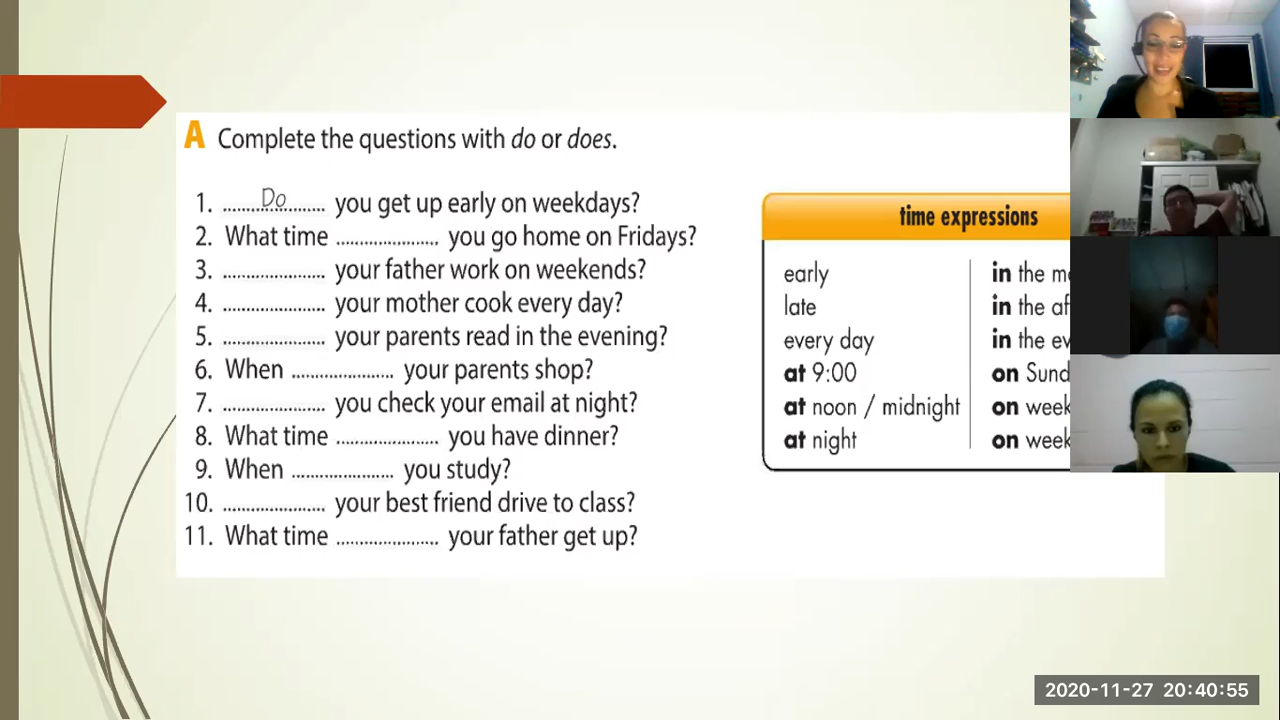 A Complete the questions with do or does.
1. ......Do...... you get up early on weekdays?
2. What time ...................... you go home on Fridays?
3. ...................... your father work on weekends?
4. ...................... your mother cook every day?
5. ...................... your parents read in the evening?
6. When ...................... your parents shop?
7. ...................... you check your email at night?
8. What time ...................... you have dinner?
9. When ...................... you study?
10. ...................... your best friend drive to class?
11. What time ...................... your father get up?
time expressions
early
late
every day
at 9:00
at noon / midnight
at night
in the
in the
in the
on
on
on
2020-11-27 20:40:55